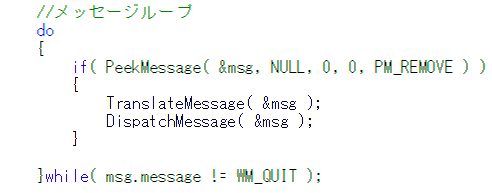 //メッセージループ
do
{
if( PeekMessage( &msg, NULL, 0, 0, PM_REMOVE ) )
{
TranslateMessage( &msg );
DispatchMessage( &msg );
}
}while( msg.message != WM_QUIT );